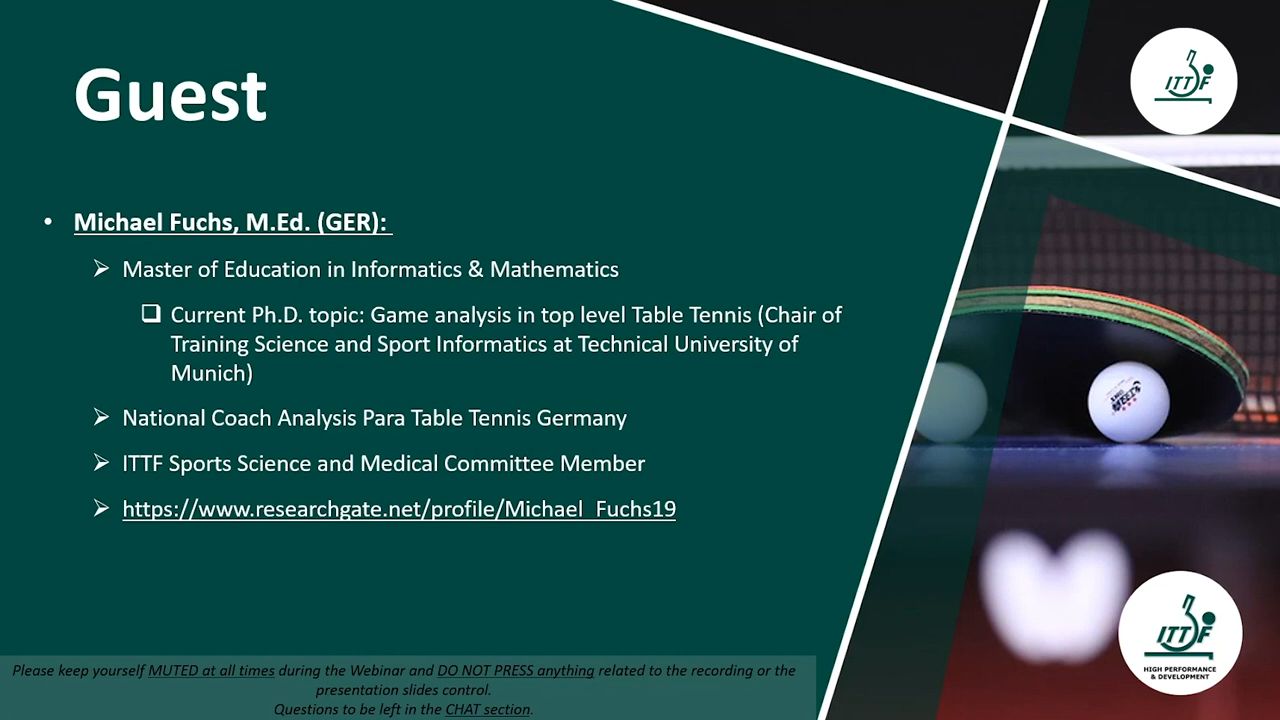 Guest
ITTF
• Michael Fuchs, M.Ed. (GER):
➢ Master of Education in Informatics & Mathematics
❑ Current Ph.D. topic: Game analysis in top level Table Tennis (Chair of
Training Science and Sport Informatics at Technical University of
Munich)
➢ National Coach Analysis Para Table Tennis Germany
➢ ITTF Sports Science and Medical Committee Member
➢ https://www.researchgate.net/profile/Michael_Fuchs19
ITTF
HIGH PERFORMANCE
& DEVELOPMENT
Please keep yourself MUTED at all times during the Webinar and DO NOT PRESS anything related to the recording or the
presentation slides control.
Questions to be left in the CHAT section.